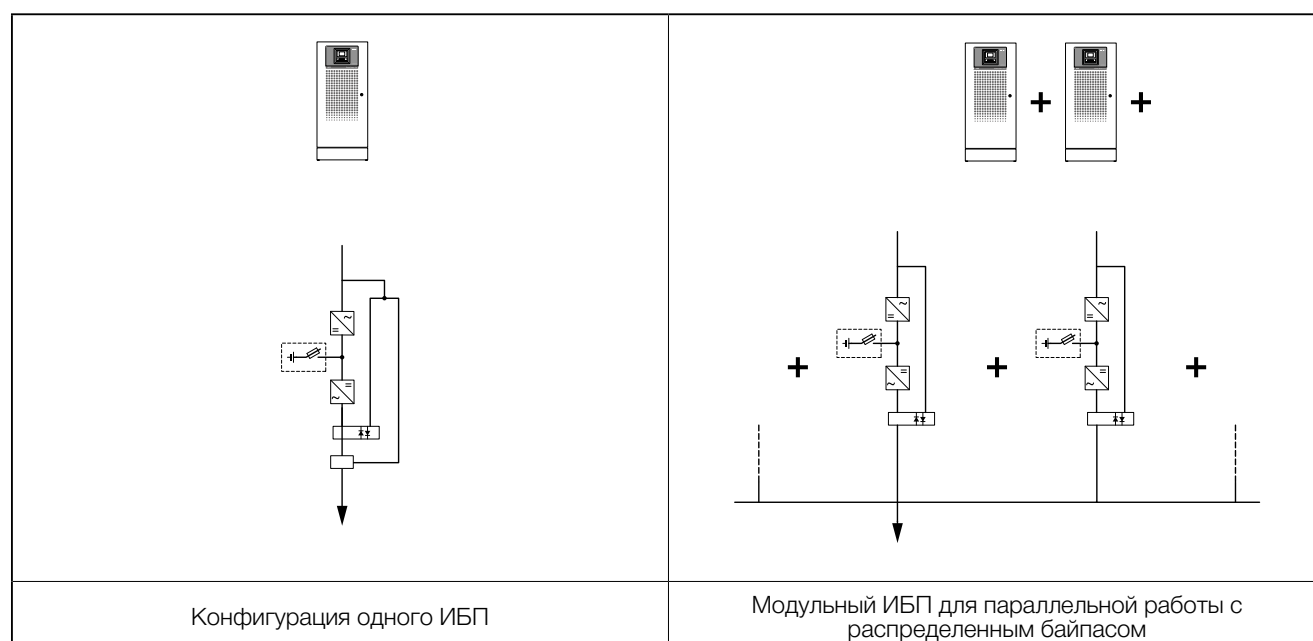 Конфигурация одного ИБП
Модульный ИБП для параллельной работы с
распределенным байпасом